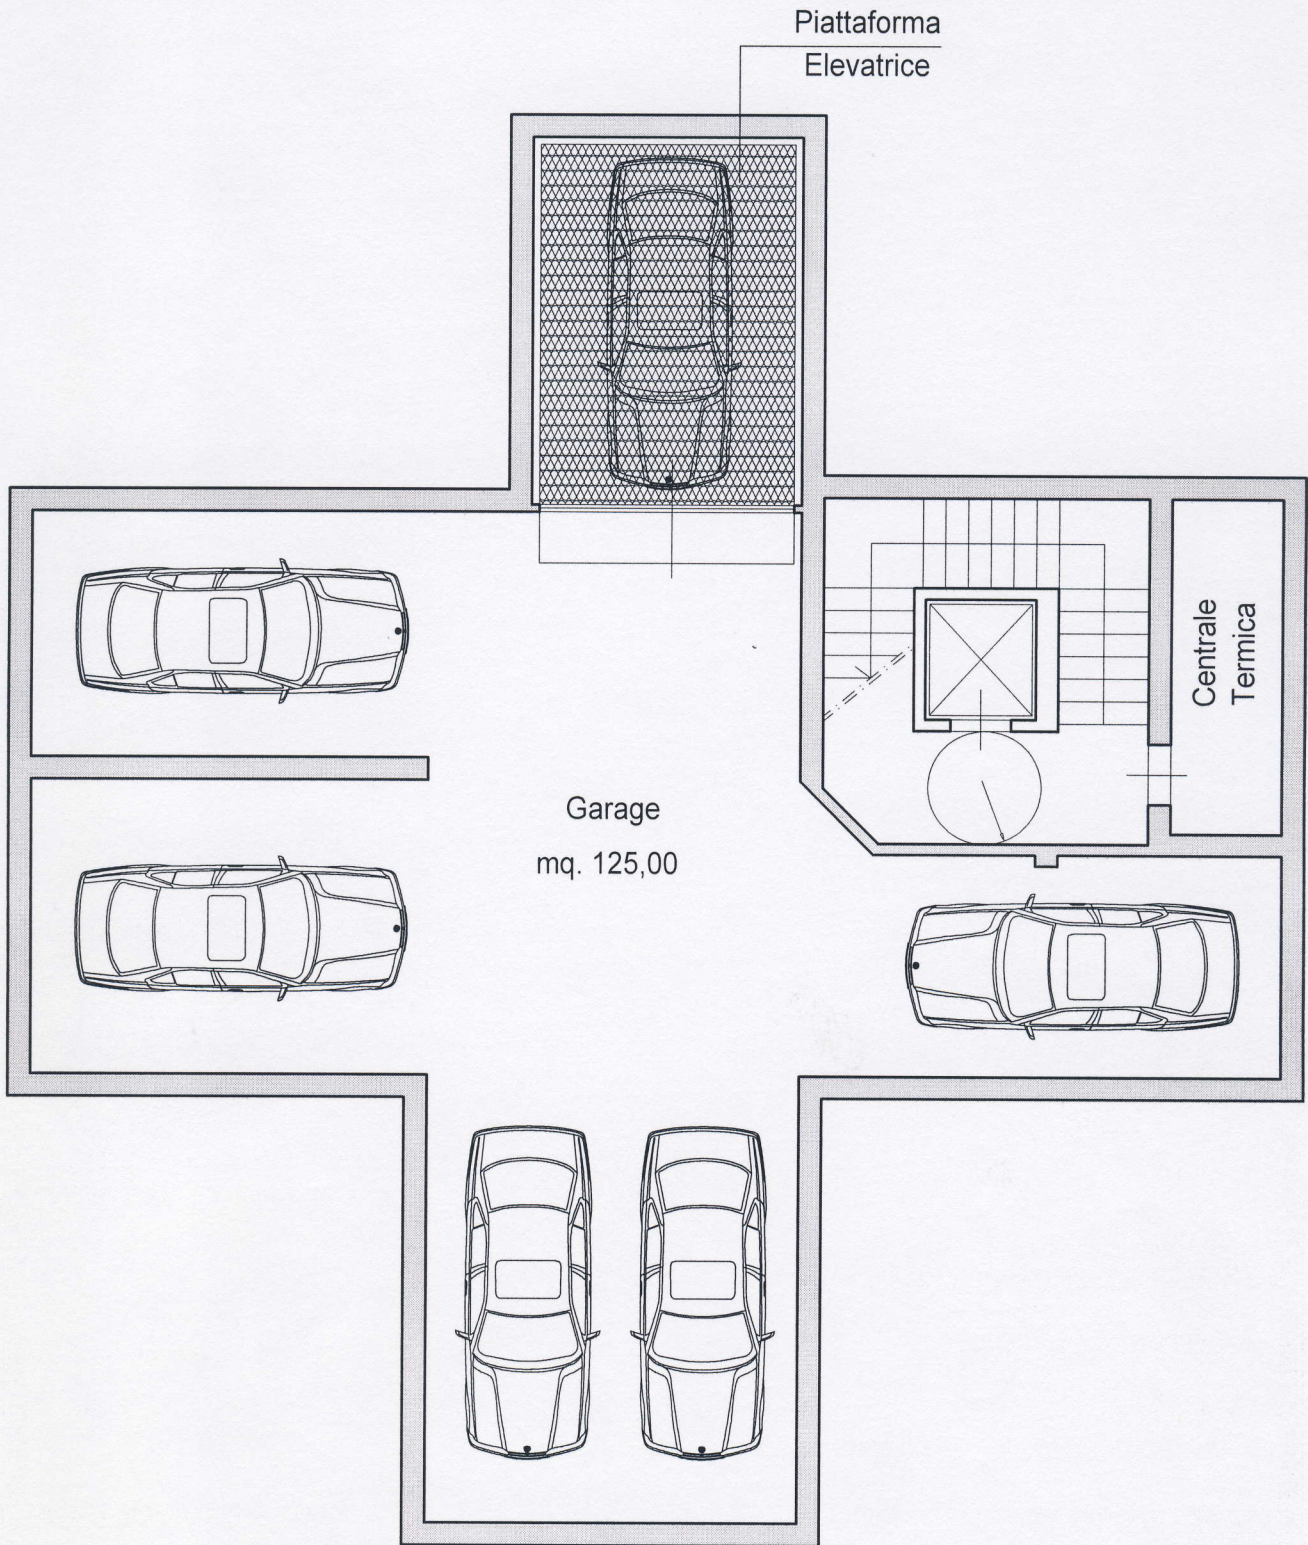 Piattaforma
Elevatrice
Centrale
Termica
Garage
mq. 125,00